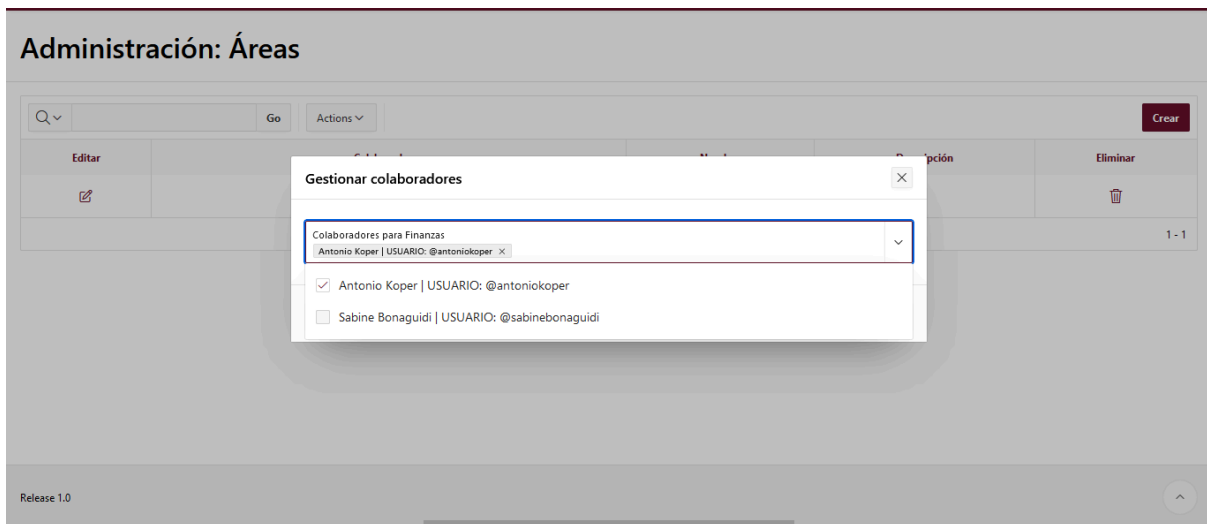 Administración: Áreas
Go
Actions
Crear
Editar
Eliminar
Gestionar colaboradores
Colaboradores para Finanzas
Antonio Koper | USUARIO: @antoniokoper
Antonio Koper | USUARIO: @antoniokoper
Sabine Bonaguidi | USUARIO: @sabinebonaguidi
1 - 1
Release 1.0